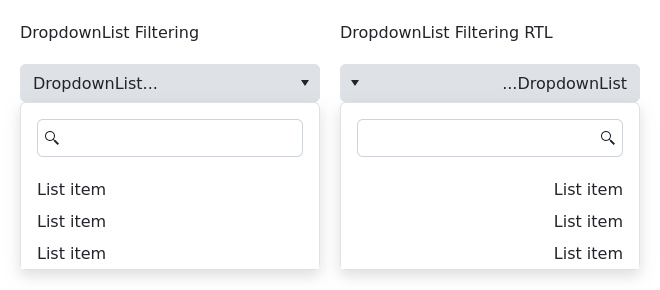 DropdownList Filtering
DropdownList...
List item
List item
List item
DropdownList Filtering RTL
...DropdownList
List item
List item
List item